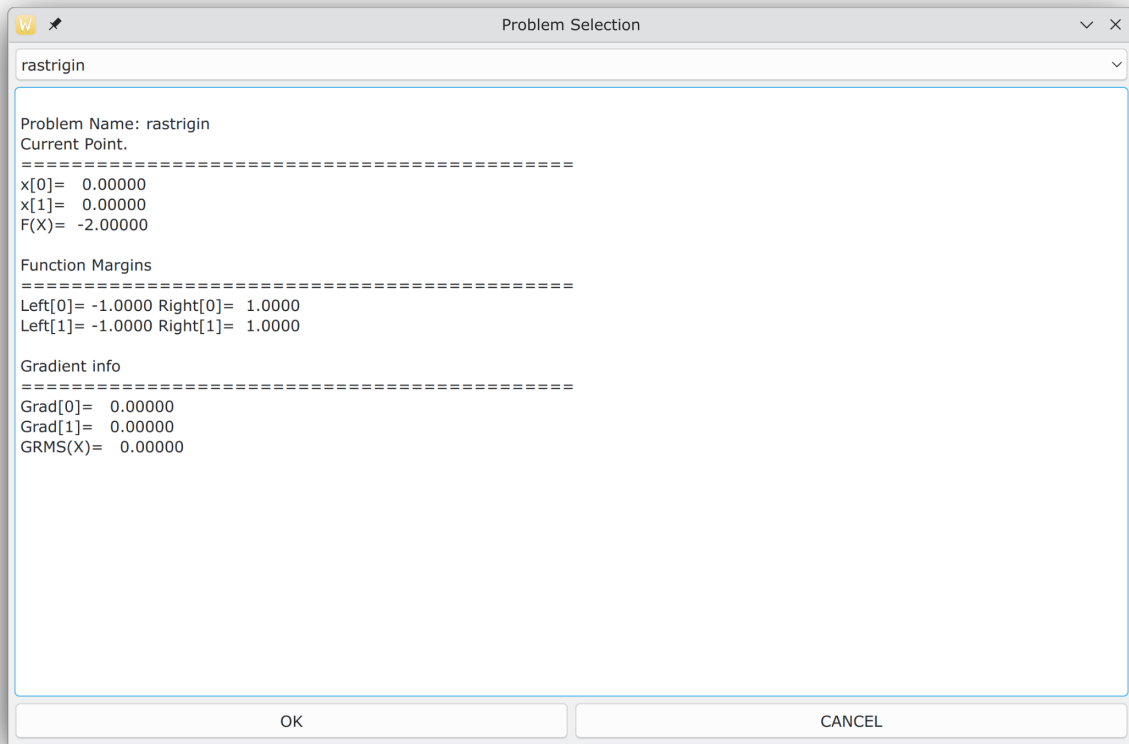 W
Problem Selection
rastrigin
Problem Name: rastrigin
Current Point.
============================================
x[0]=   0.00000
x[1]=   0.00000
F(X)=  -2.00000
Function Margins
============================================
Left[0]= -1.0000 Right[0]=  1.0000
Left[1]= -1.0000 Right[1]=  1.0000
Gradient info
============================================
Grad[0]=   0.00000
Grad[1]=   0.00000
GRMS(X)=   0.00000
OK
CANCEL